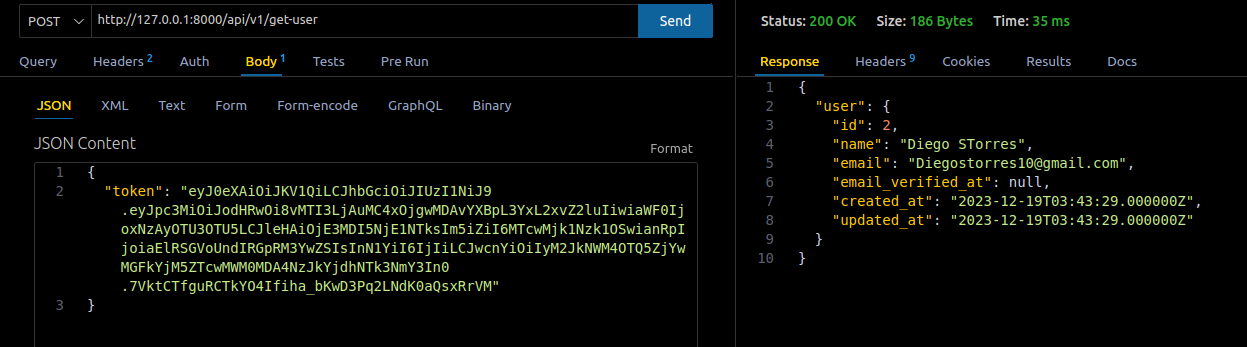 POST
http://127.0.0.1:8000/api/v1/get-user
Send
Query
Headers 2
Auth
Body 1
Tests
Pre Run
JSON
XML
Text
Form
Form-encode
GraphQL
Binary
JSON Content
Format
1 {
2 "token": "eyJ0eXAiOiJKV1QiLCJhbGciOiJIUzI1NiJ9
.eyJpc3MiOiJodHRwOi8vMTI3LjAuMC4xOjgwMDAvYXBpL3YxL2xvZ2luIiwiaWF0Ij
oxNzAyOTU3OTU5LCJleHAiOjE3MDI5NjE1NTksIm5iZiI6MTcwMjk1Nzk1OSwianRpI
joiaElRSGVoUndIRGpRM3YwZSIsInN1YiI6IjIiLCJwcnYiOiIyM2JkNWM4OTQ5ZjYw
MGFkYjM5ZTcwMWM0MDA4NzJkYjdhNTk3NmY3In0
.7VktCTfguRCTkYO4Ifiha_bKwD3Pq2LNdK0aQsxRrVM"
3 }
Status: 200 OK
Size: 186 Bytes
Time: 35 ms
Response
Headers 9
Cookies
Results
Docs
1 {
2 "user": {
3 "id": 2,
4 "name": "Diego STorres",
5 "email": "Diegostorres10@gmail.com",
6 "email_verified_at": null,
7 "created_at": "2023-12-19T03:43:29.000000Z",
8 "updated_at": "2023-12-19T03:43:29.000000Z"
9 }
10 }